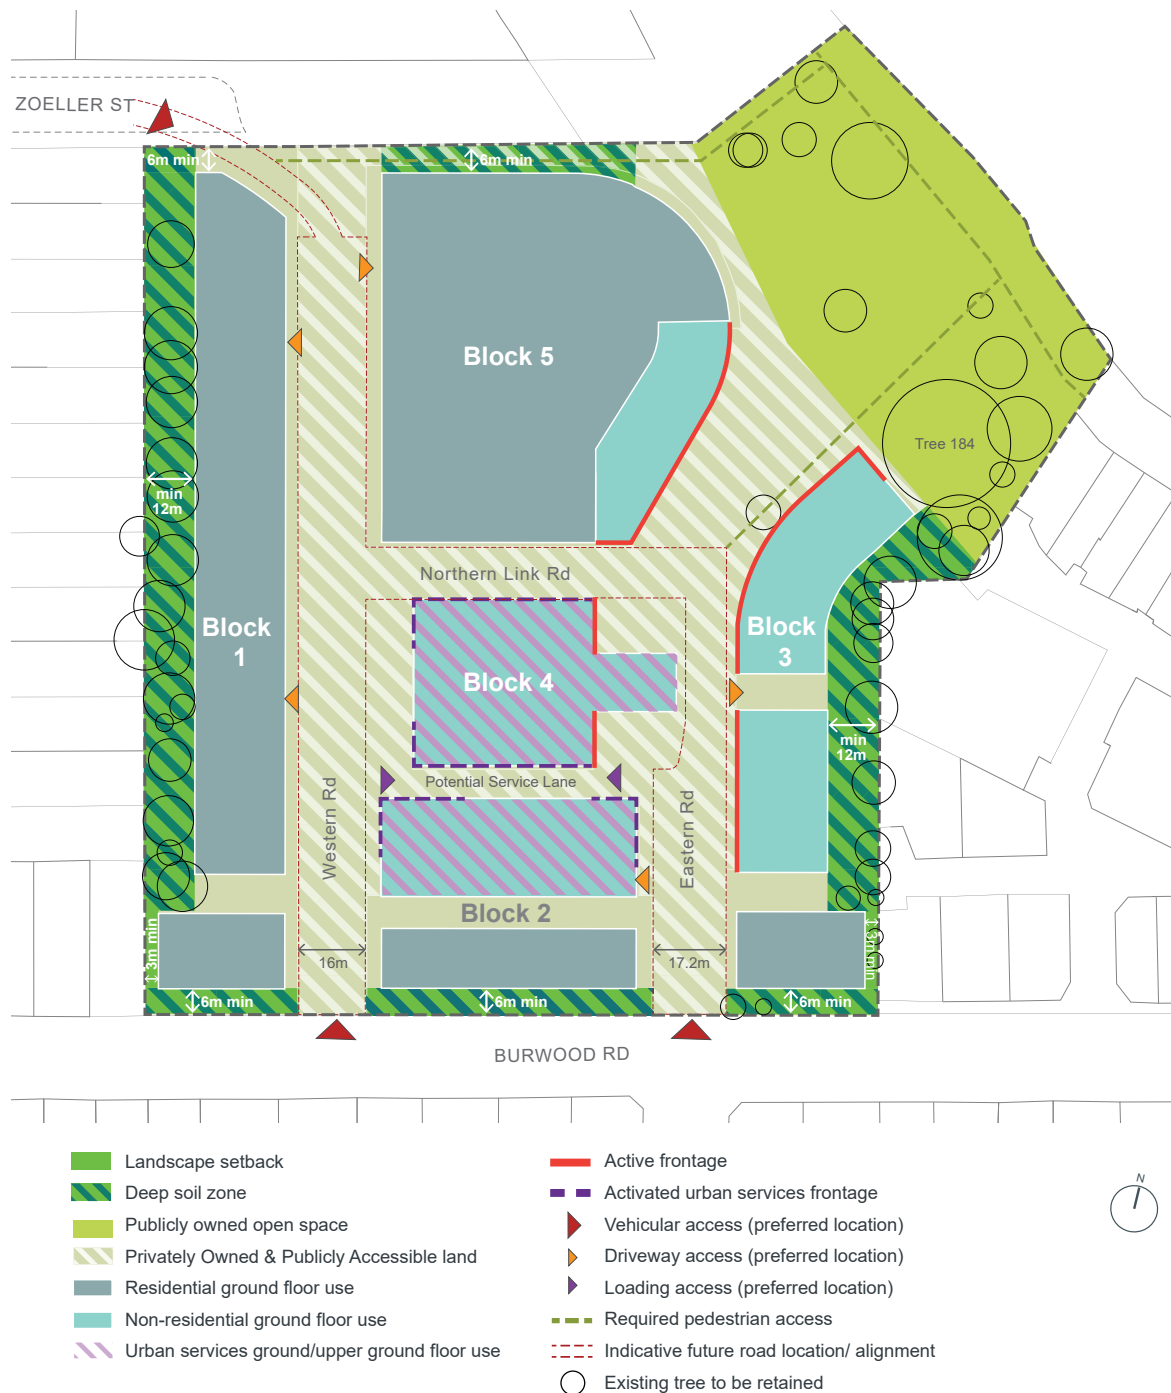 ZOELLER ST
6m min
6m min
Block 5
Tree 184
min
12m
Northern Link Rd
Block
1
Block
3
Block 4
min
12m
Potential Service Lane
Western Rd
Eastern Rd
Block 2
3m min
3m min
16m
17.2m
6m min
6m min
6m min
BURWOOD RD
Landscape setback
Deep soil zone
Publicly owned open space
Privately Owned & Publicly Accessible land
Residential ground floor use
Non-residential ground floor use
Urban services ground/upper ground floor use
Active frontage
Activated urban services frontage
Vehicular access (preferred location)
Driveway access (preferred location)
Loading access (preferred location)
Required pedestrian access
Indicative future road location/ alignment
Existing tree to be retained
N